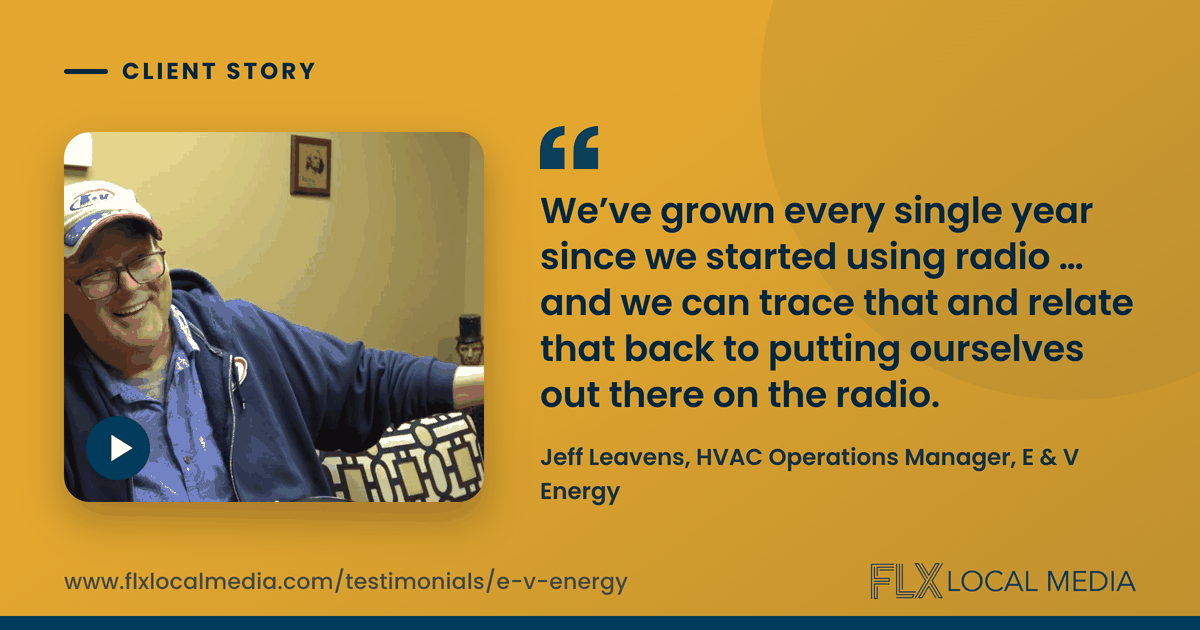 CLIENT STORY
We’ve grown every single year
since we started using radio ...
and we can trace that and relate
that back to putting ourselves
out there on the radio.
Jeff Leavens, HVAC Operations Manager, E & V
Energy
www.flxlocalmedia.com/testimonials/e-v-energy
FLX LOCAL MEDIA